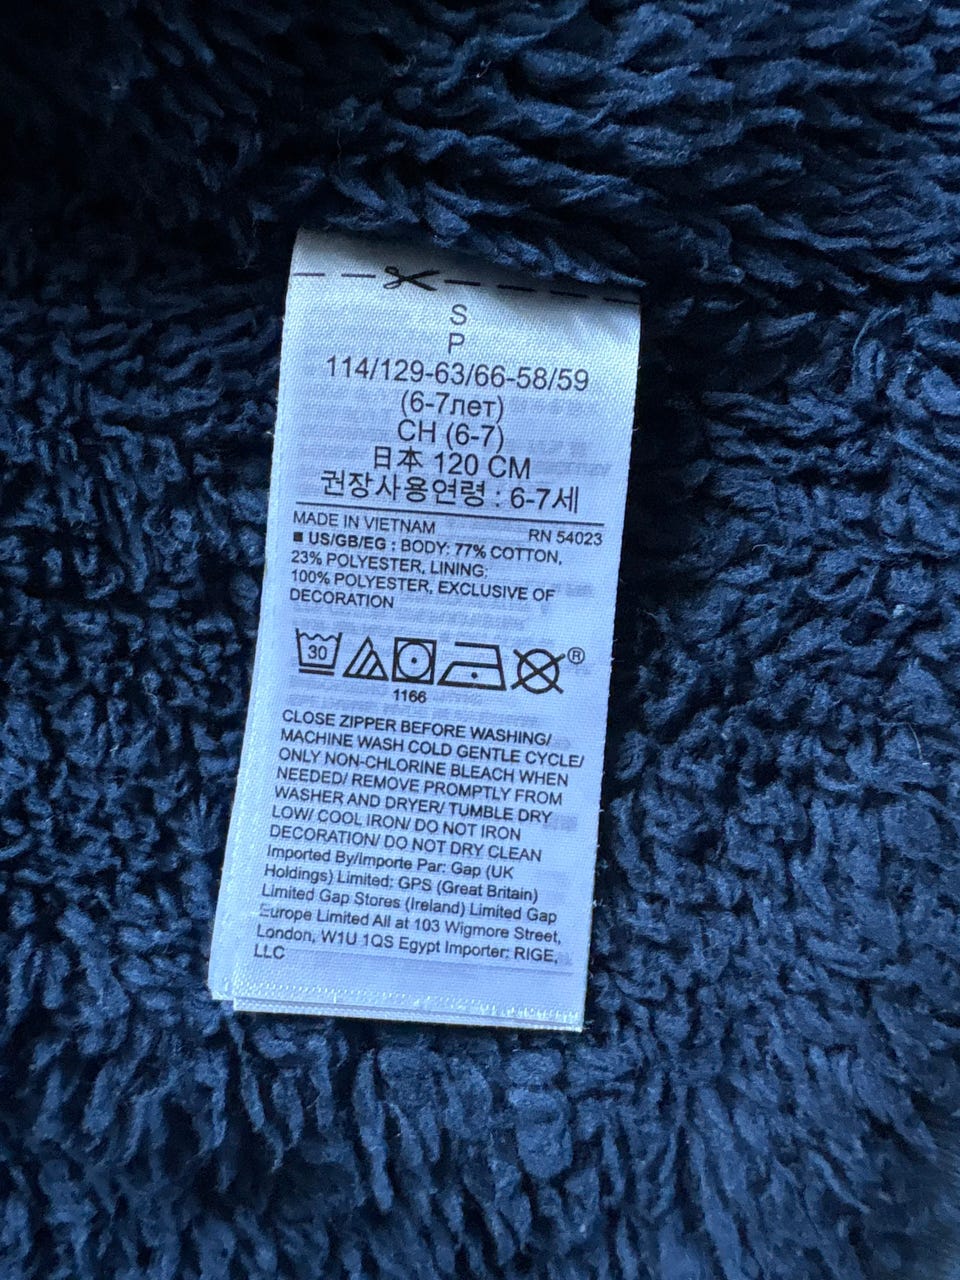 S
P
114/129-63/66-58/59
(6-7лет)
CH (6-7)
日本 120 CM
권장사용연령 : 6-7세
MADE IN VIETNAM RN 54023
■ US/GB/EG : BODY: 77% COTTON,
23% POLYESTER, LINING:
100% POLYESTER, EXCLUSIVE OF
DECORATION
30 ®
1166
CLOSE ZIPPER BEFORE WASHING/
MACHINE WASH COLD GENTLE CYCLE/
ONLY NON-CHLORINE BLEACH WHEN
NEEDED/ REMOVE PROMPTLY FROM
WASHER AND DRYER/ TUMBLE DRY
LOW/ COOL IRON/ DO NOT IRON
DECORATION/ DO NOT DRY CLEAN
Imported By/Importe Par: Gap (UK
Holdings) Limited; GPS (Great Britain)
Limited Gap Stores (Ireland) Limited Gap
Europe Limited All at 103 Wigmore Street,
London, W1U 1QS Egypt Importer: RIGE,
LLC